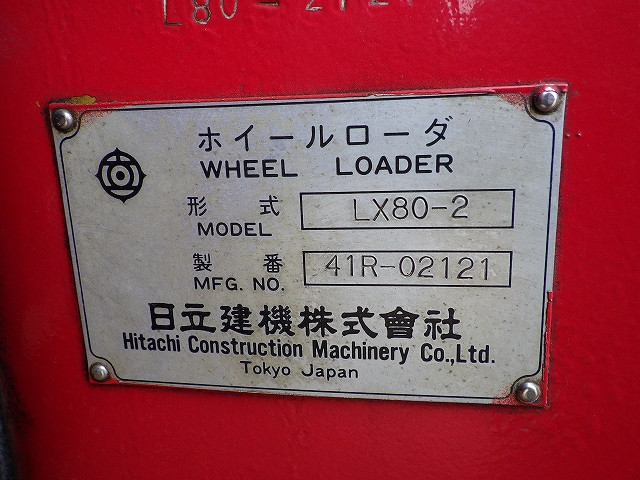 ホイールローダ
WHEEL LOADER
形式 LX80-2
MODEL
製番 41R-02121
MFG. NO.
日立建機株式會社
Hitachi Construction Machinery Co.,Ltd.
Tokyo Japan